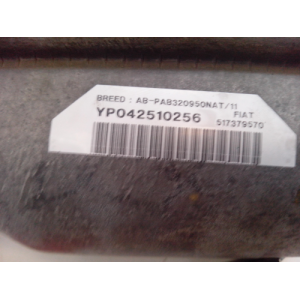 BREED : AB-PAB320950NAT/11
YP042510256
FIAT
517379570